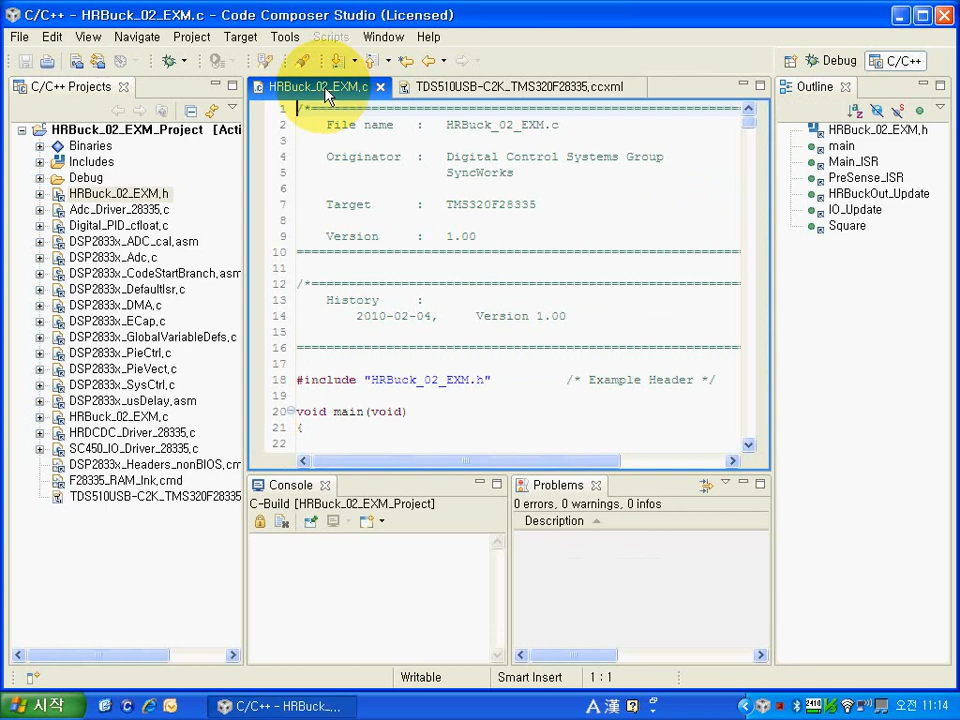 C/C++ - HRBuck_02_EXM.c - Code Composer Studio (Licensed)
File Edit View Navigate Project Target Tools Scripts Window Help
Debug C/C++
C/C++ Projects
HRBuck_02_EXM_Project [Acti
Binaries
Includes
Debug
HRBuck_02_EXM.h
Adc_Driver_28335.c
Digital_PID_cfloat.c
DSP2833x_ADC_cal.asm
DSP2833x_Adc.c
DSP2833x_CodeStartBranch.asm
DSP2833x_DefaultIsr.c
DSP2833x_DMA.c
DSP2833x_ECap.c
DSP2833x_GlobalVariableDefs.c
DSP2833x_PieCtrl.c
DSP2833x_PieVect.c
DSP2833x_SysCtrl.c
DSP2833x_usDelay.asm
HRBuck_02_EXM.c
HRDCDC_Driver_28335.c
SC450_IO_Driver_28335.c
DSP2833x_Headers_nonBIOS.cm
F28335_RAM_lnk.cmd
TDS510USB-C2K_TMS320F28335
HRBuck_02_EXM.c TDS510USB-C2K_TMS320F28335.ccxml
1 /*======================================================
2 File name : HRBuck_02_EXM.c
3
4 Originator : Digital Control Systems Group
5 SyncWorks
6
7 Target : TMS320F28335
8
9 Version : 1.00
10 ========================================================
11
12 /*======================================================
13 History :
14 2010-02-04, Version 1.00
15
16 ========================================================
17
18 #include "HRBuck_02_EXM.h" /* Example Header */
19
20 void main(void)
21 {
22
Outline
HRBuck_02_EXM.h
main
Main_ISR
PreSense_ISR
HRBuckOut_Update
IO_Update
Square
Console
C-Build [HRBuck_02_EXM_Project]
Problems
0 errors, 0 warnings, 0 infos
Description
Writable Smart Insert 1 : 1
시작 C/C++ - HRBuck_... A 漢 2410 오전 11:14